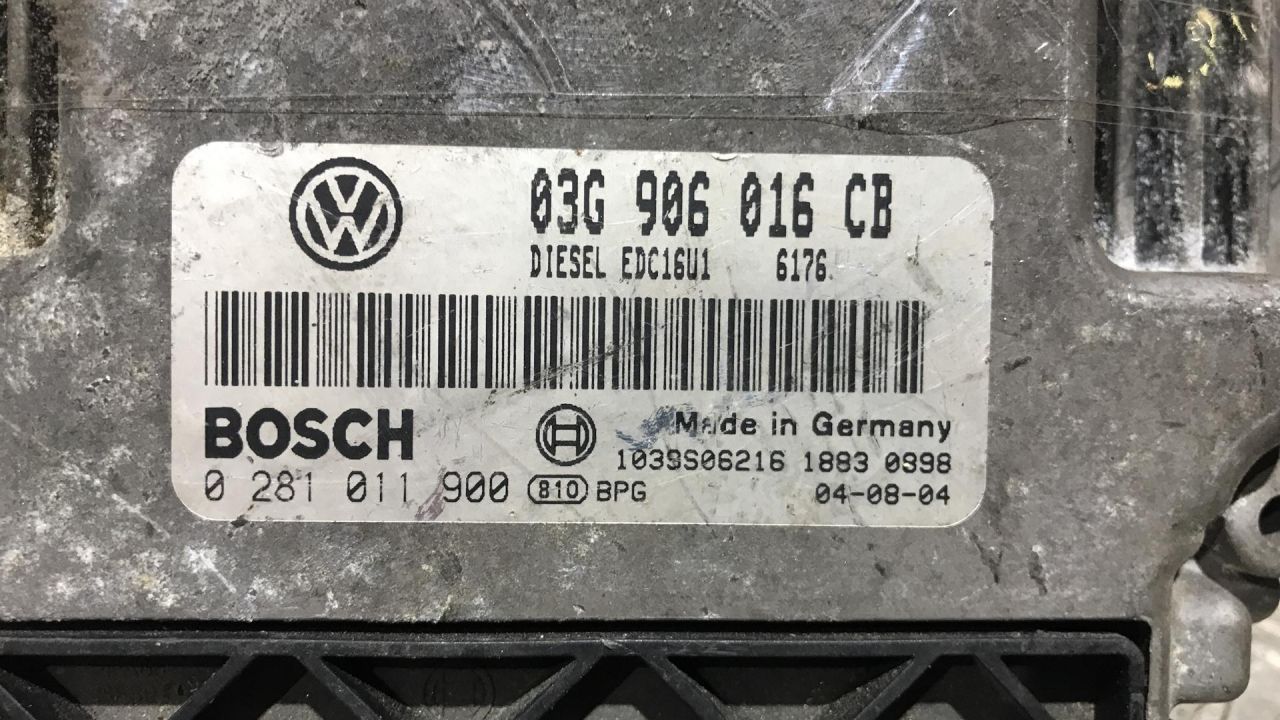 03G 906 016 CB
DIESEL EDC16U1 6176
BOSCH
Made in Germany
1039S06216 1883 0898
0 281 011 900 810 BPG 04-08-04